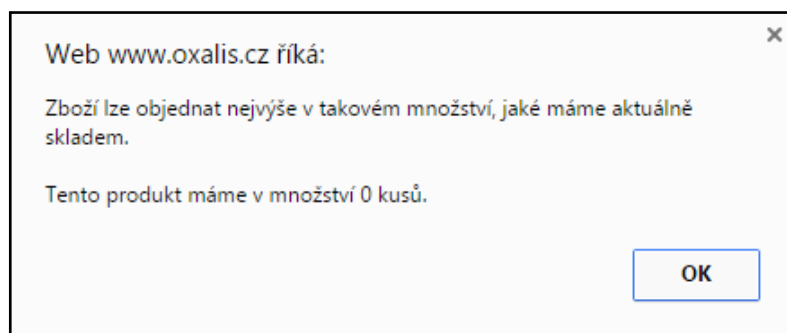 Web www.oxalis.cz říká:
Zboží lze objednat nejvýše v takovém množství, jaké máme aktuálně
skladem.
Tento produkt máme v množství 0 kusů.
OK